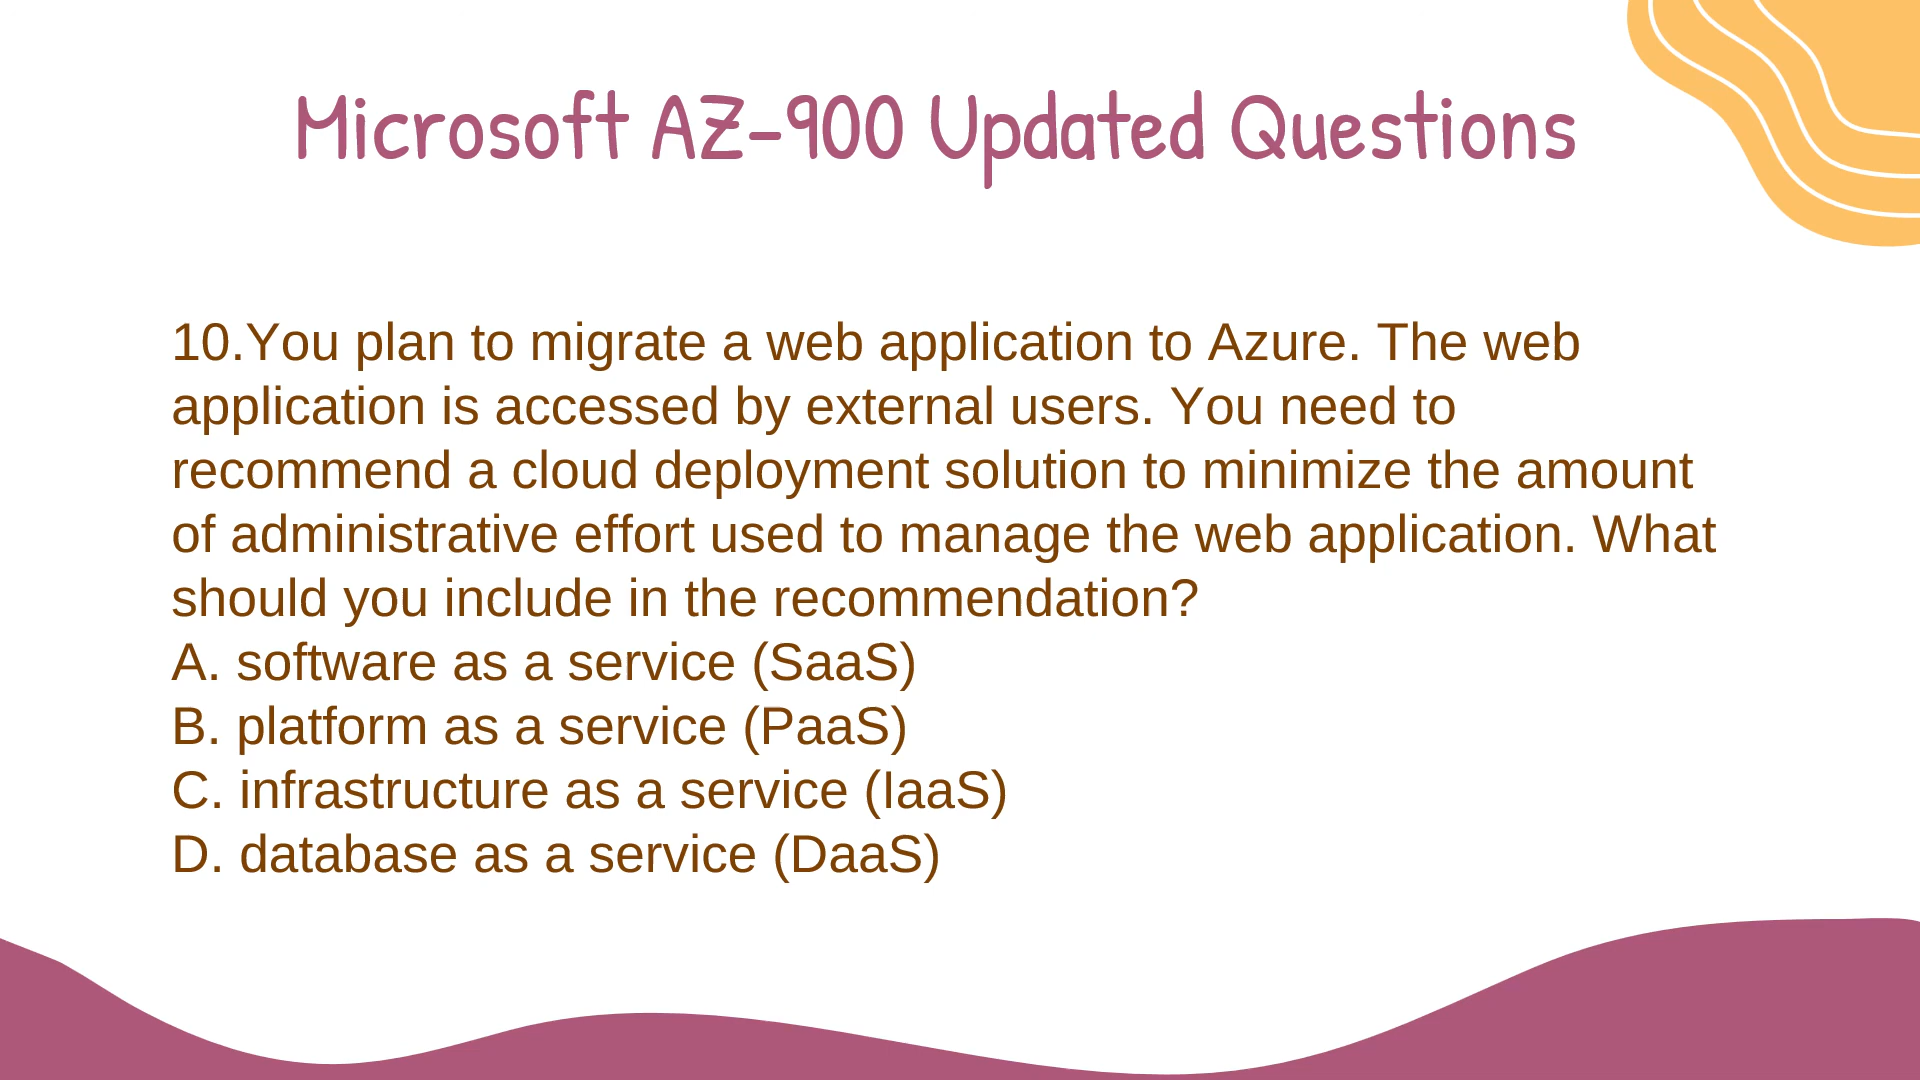 Microsoft AZ-900 Updated Questions
10.You plan to migrate a web application to Azure. The web
application is accessed by external users. You need to
recommend a cloud deployment solution to minimize the amount
of administrative effort used to manage the web application. What
should you include in the recommendation?
A. software as a service (SaaS)
B. platform as a service (PaaS)
C. infrastructure as a service (IaaS)
D. database as a service (DaaS)